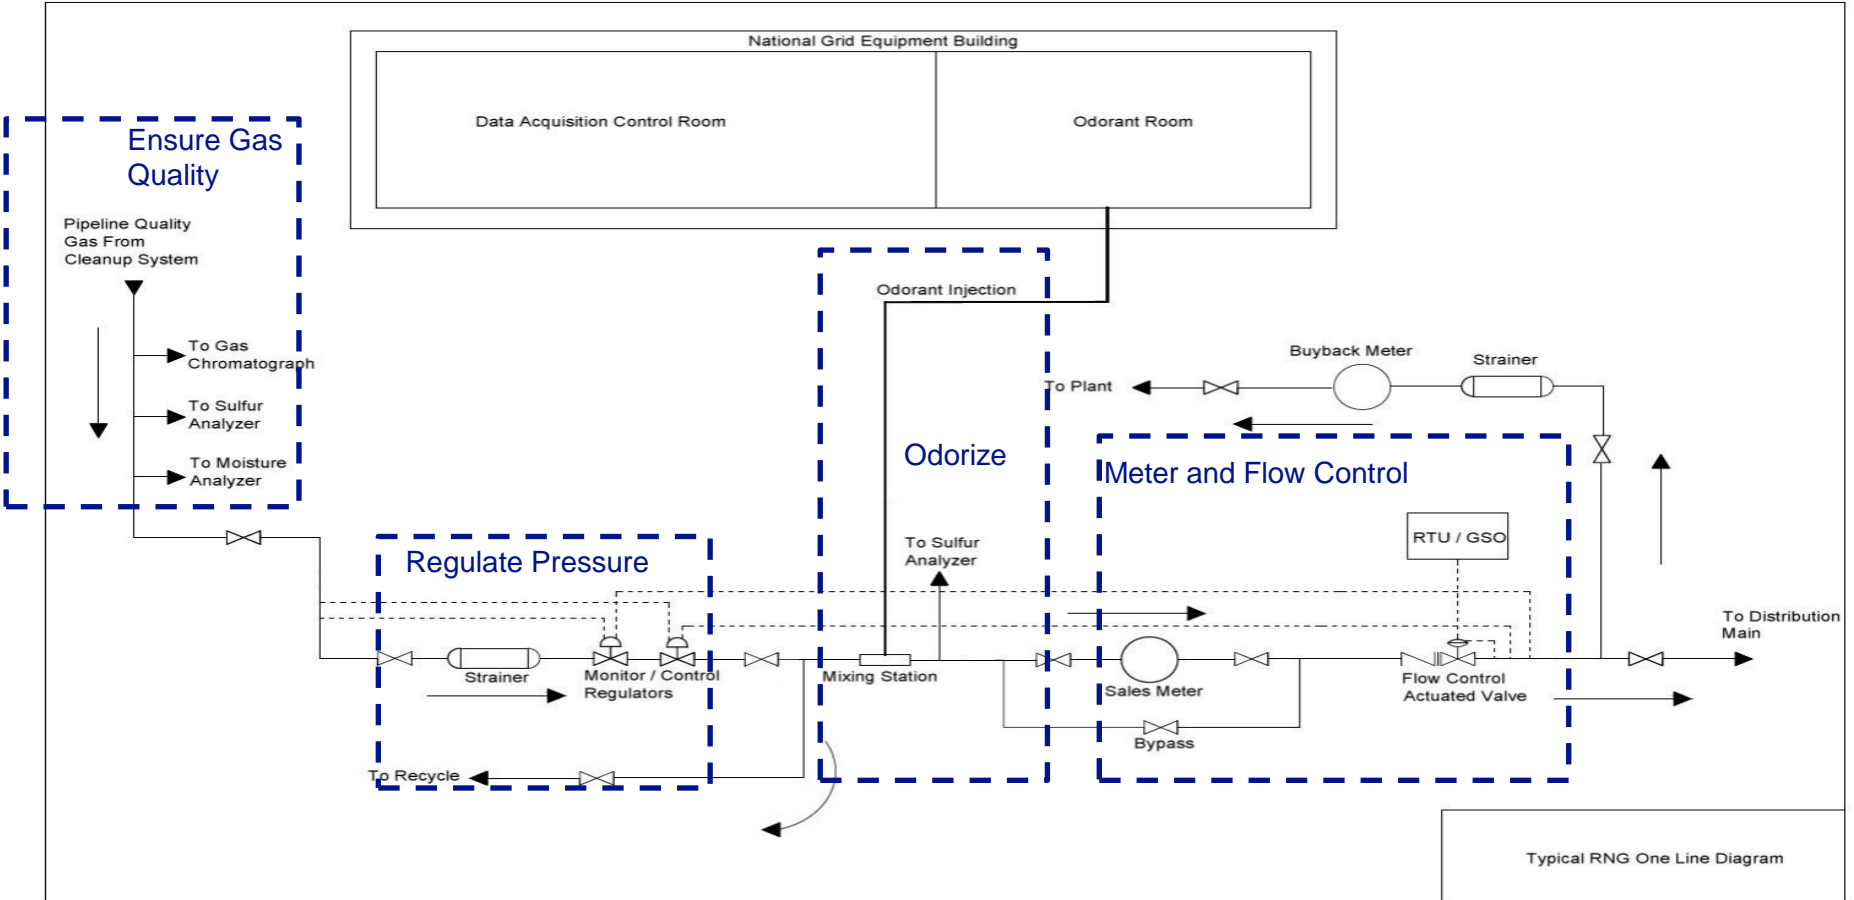 National Grid Equipment Building
Data Acquisition Control Room
Odorant Room
Ensure Gas
Quality
Pipeline Quality
Gas From
Cleanup System
To Gas
Chromatograph
To Sulfur
Analyzer
To Moisture
Analyzer
Regulate Pressure
Strainer
Monitor / Control
Regulators
To Recycle
Odorant Injection
Odorize
To Sulfur
Analyzer
Mixing Station
To Plant
Buyback Meter
Strainer
Meter and Flow Control
RTU / GSO
Sales Meter
Bypass
Flow Control
Actuated Valve
To Distribution
Main
Typical RNG One Line Diagram